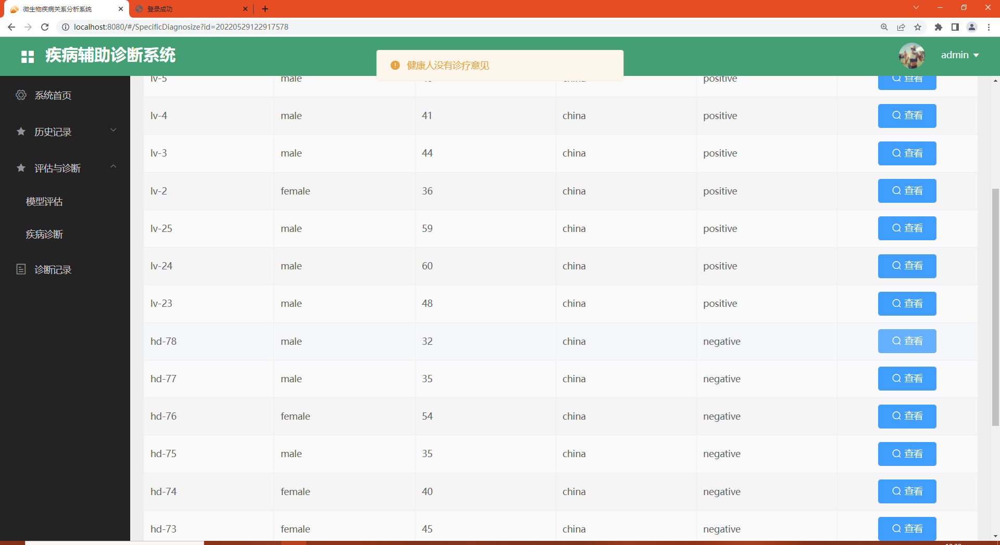 微生物疾病关系分析系统
登录成功
localhost:8080/#/SpecificDiagnosize?id=20220529122917578
疾病辅助诊断系统
健康人没有诊疗意见
admin
系统首页
历史记录
评估与诊断
模型评估
疾病诊断
诊断记录
lv-5 male china positive 查看
lv-4 male 41 china positive 查看
lv-3 male 44 china positive 查看
lv-2 female 36 china positive 查看
lv-25 male 59 china positive 查看
lv-24 male 60 china positive 查看
lv-23 male 48 china positive 查看
hd-78 male 32 china negative 查看
hd-77 male 35 china negative 查看
hd-76 female 54 china negative 查看
hd-75 male 35 china negative 查看
hd-74 female 40 china negative 查看
hd-73 female 45 china negative 查看